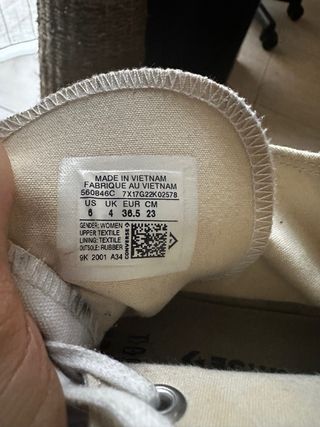 MADE IN VIETNAM
FABRIQUE AU VIETNAM
560846C 7X17G22K02578
US UK EUR CM
6 4 36.5 23
GENDER: WOMEN
UPPER: TEXTILE
LINING: TEXTILE
OUTSOLE: RUBBER
9K 2001 A34
CONVERSE